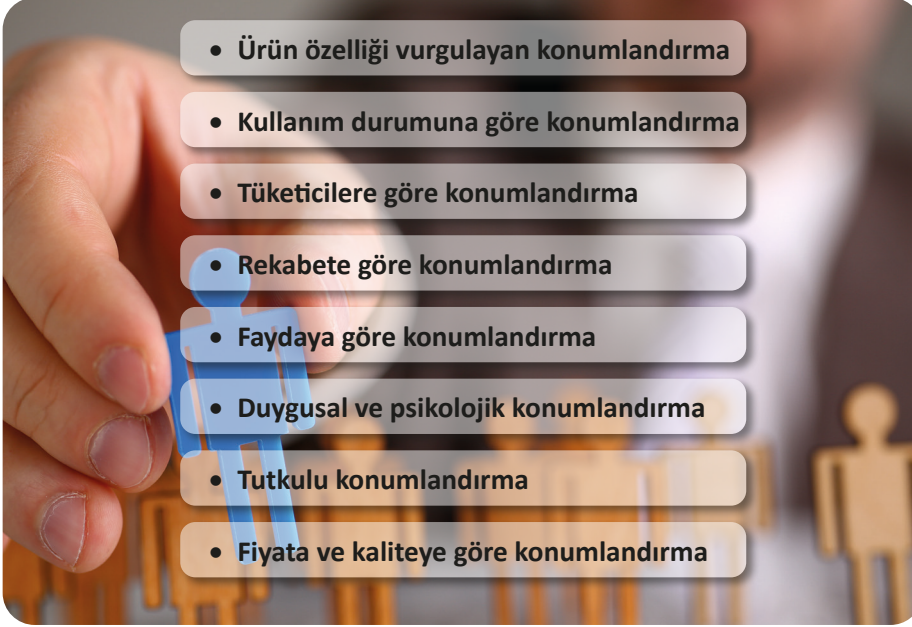 • Ürün özelliği vurgulayan konumlandırma
• Kullanım durumuna göre konumlandırma
• Tüketicilere göre konumlandırma
• Rekabete göre konumlandırma
• Faydaya göre konumlandırma
• Duygusal ve psikolojik konumlandırma
• Tutkulu konumlandırma
• Fiyata ve kaliteye göre konumlandırma